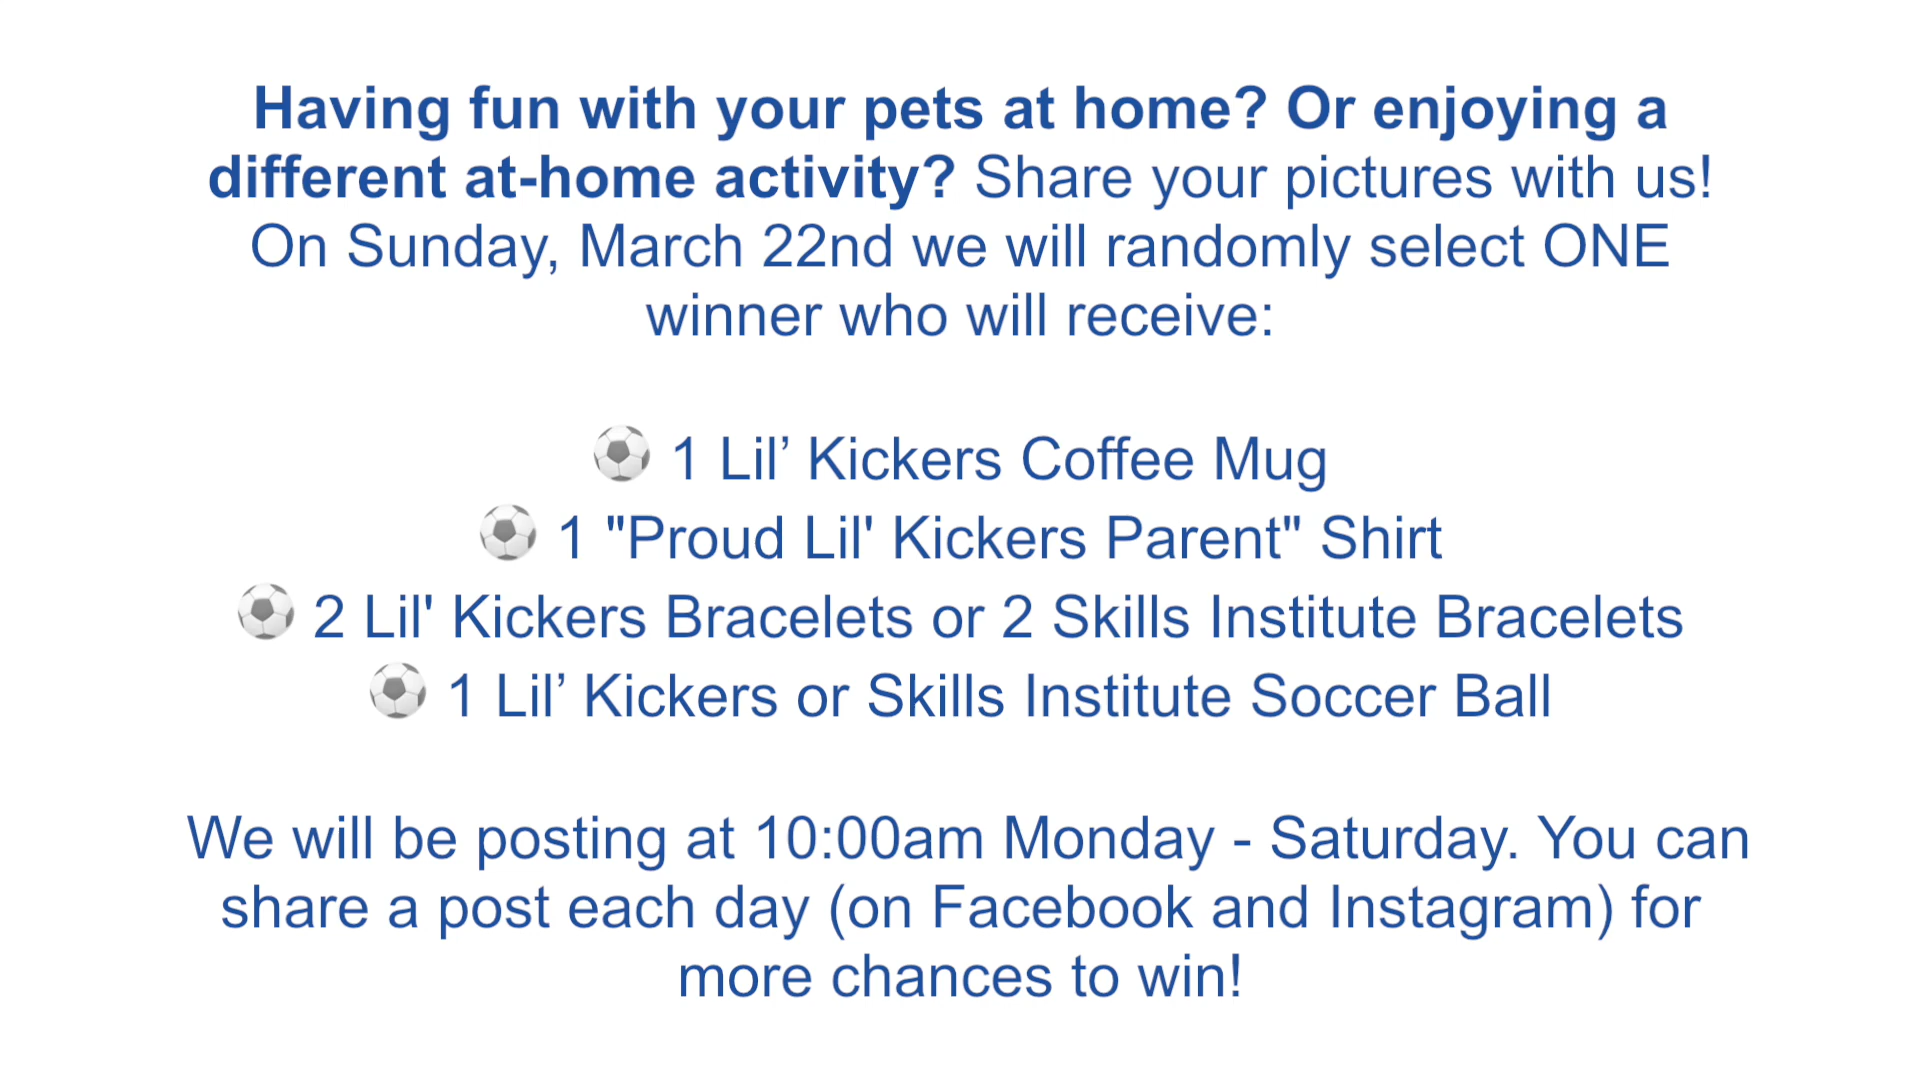 Having fun with your pets at home? Or enjoying a
different at-home activity? Share your pictures with us!
On Sunday, March 22nd we will randomly select ONE
winner who will receive:
⚽ 1 Lil’ Kickers Coffee Mug
⚽ 1 "Proud Lil' Kickers Parent" Shirt
⚽ 2 Lil' Kickers Bracelets or 2 Skills Institute Bracelets
⚽ 1 Lil’ Kickers or Skills Institute Soccer Ball
We will be posting at 10:00am Monday - Saturday. You can
share a post each day (on Facebook and Instagram) for
more chances to win!